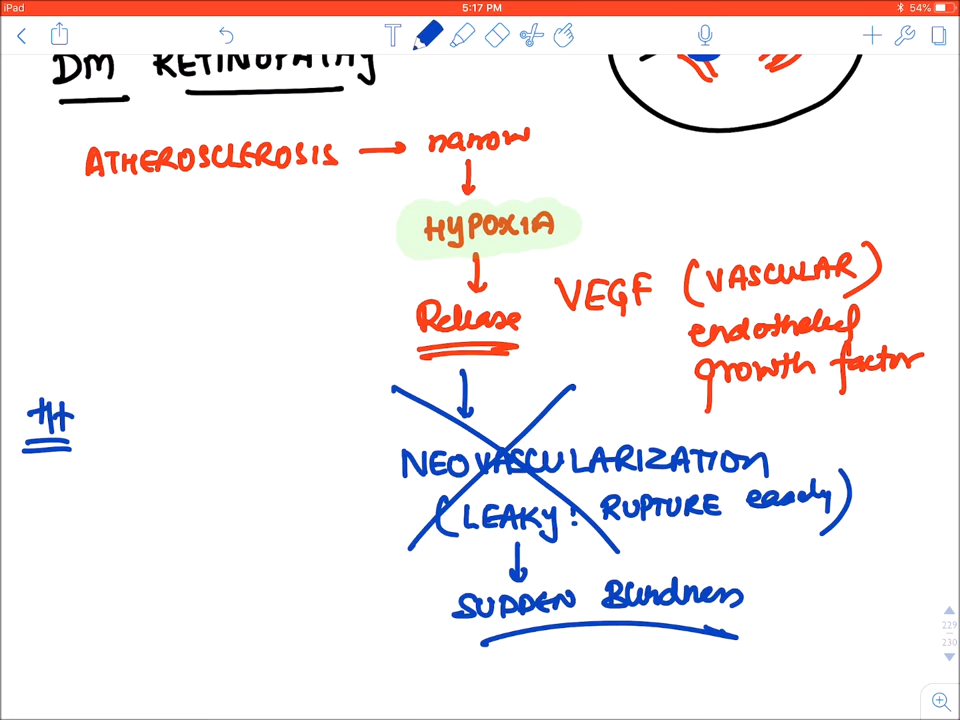 iPad 5:17 PM 54%
T
DM RETINOPATHY
ATHEROSCLEROSIS → narrow
↓
HYPOXIA
↓
Release VEGF (VASCULAR)
endothelial
growth factor
↓
NEOVASCULARIZATION
(LEAKY: RUPTURE easily)
↓
SUDDEN Blindness
229
230